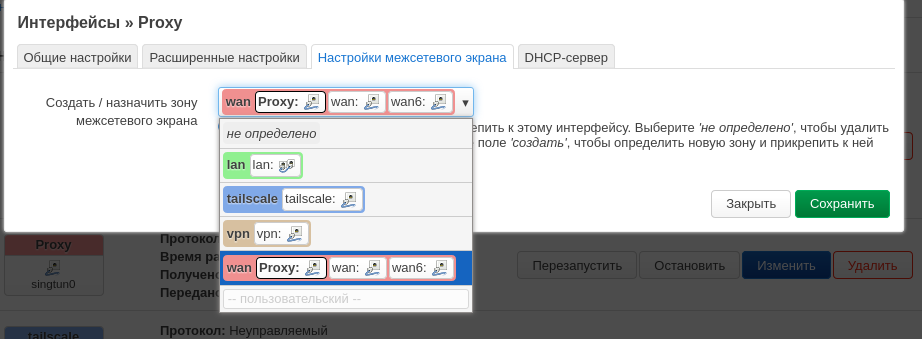 Интерфейсы » Proxy
Общие настройки
Расширенные настройки
Настройки межсетевого экрана
DHCP-сервер
Создать / назначить зону
межсетевого экрана
wan Proxy: wan: wan6: ▾
епить к этому интерфейсу. Выберите 'не определено', чтобы удалить
поле 'создать', чтобы определить новую зону и прикрепить к ней
не определено
lan lan:
tailscale tailscale:
vpn vpn:
wan Proxy: wan: wan6:
-- пользовательский --
Закрыть
Сохранить
Proxy
singtun0
Протокол
Время ра
Получено
Передано
Перезапустить
Остановить
Изменить
Удалить
tailscale
Протокол: Неуправляемый